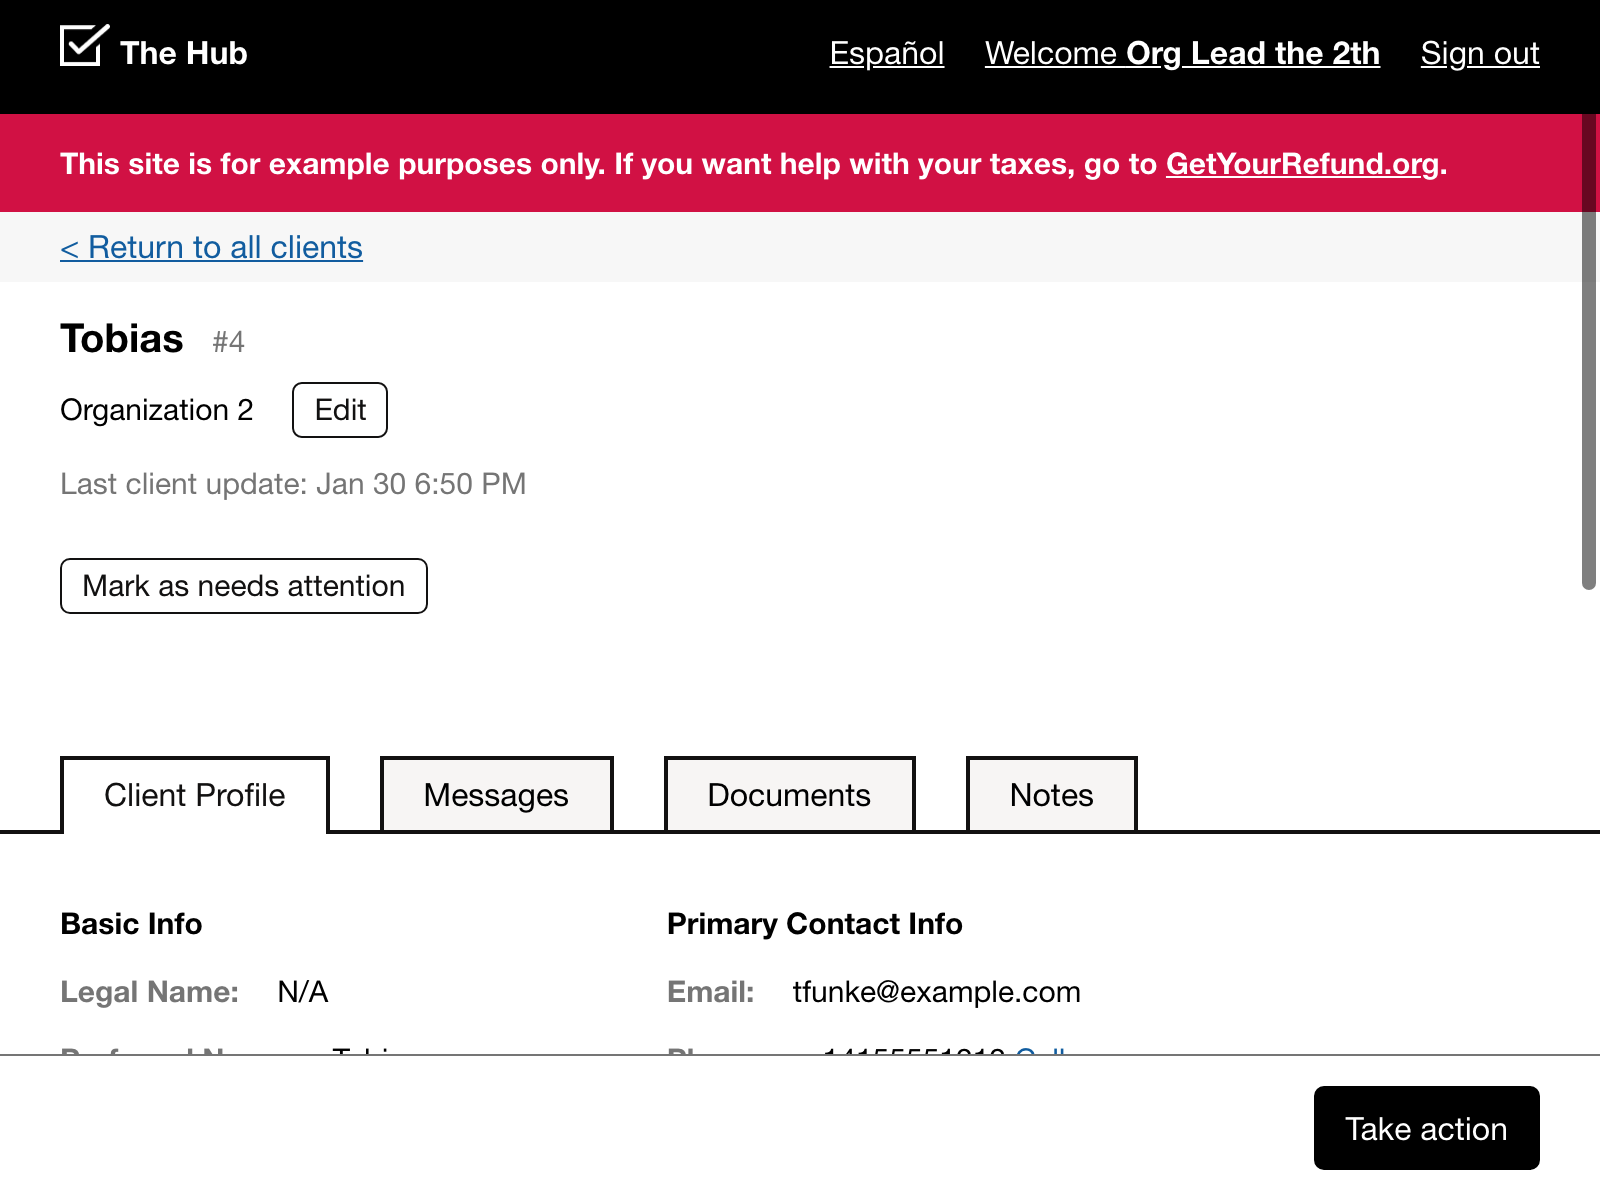 The Hub
Español Welcome Org Lead the 2th Sign out
This site is for example purposes only. If you want help with your taxes, go to GetYourRefund.org.
< Return to all clients
Tobias #4
Organization 2 Edit
Last client update: Jan 30 6:50 PM
Mark as needs attention
Client Profile Messages Documents Notes
Basic Info
Legal Name: N/A
Primary Contact Info
Email: tfunke@example.com
Take action